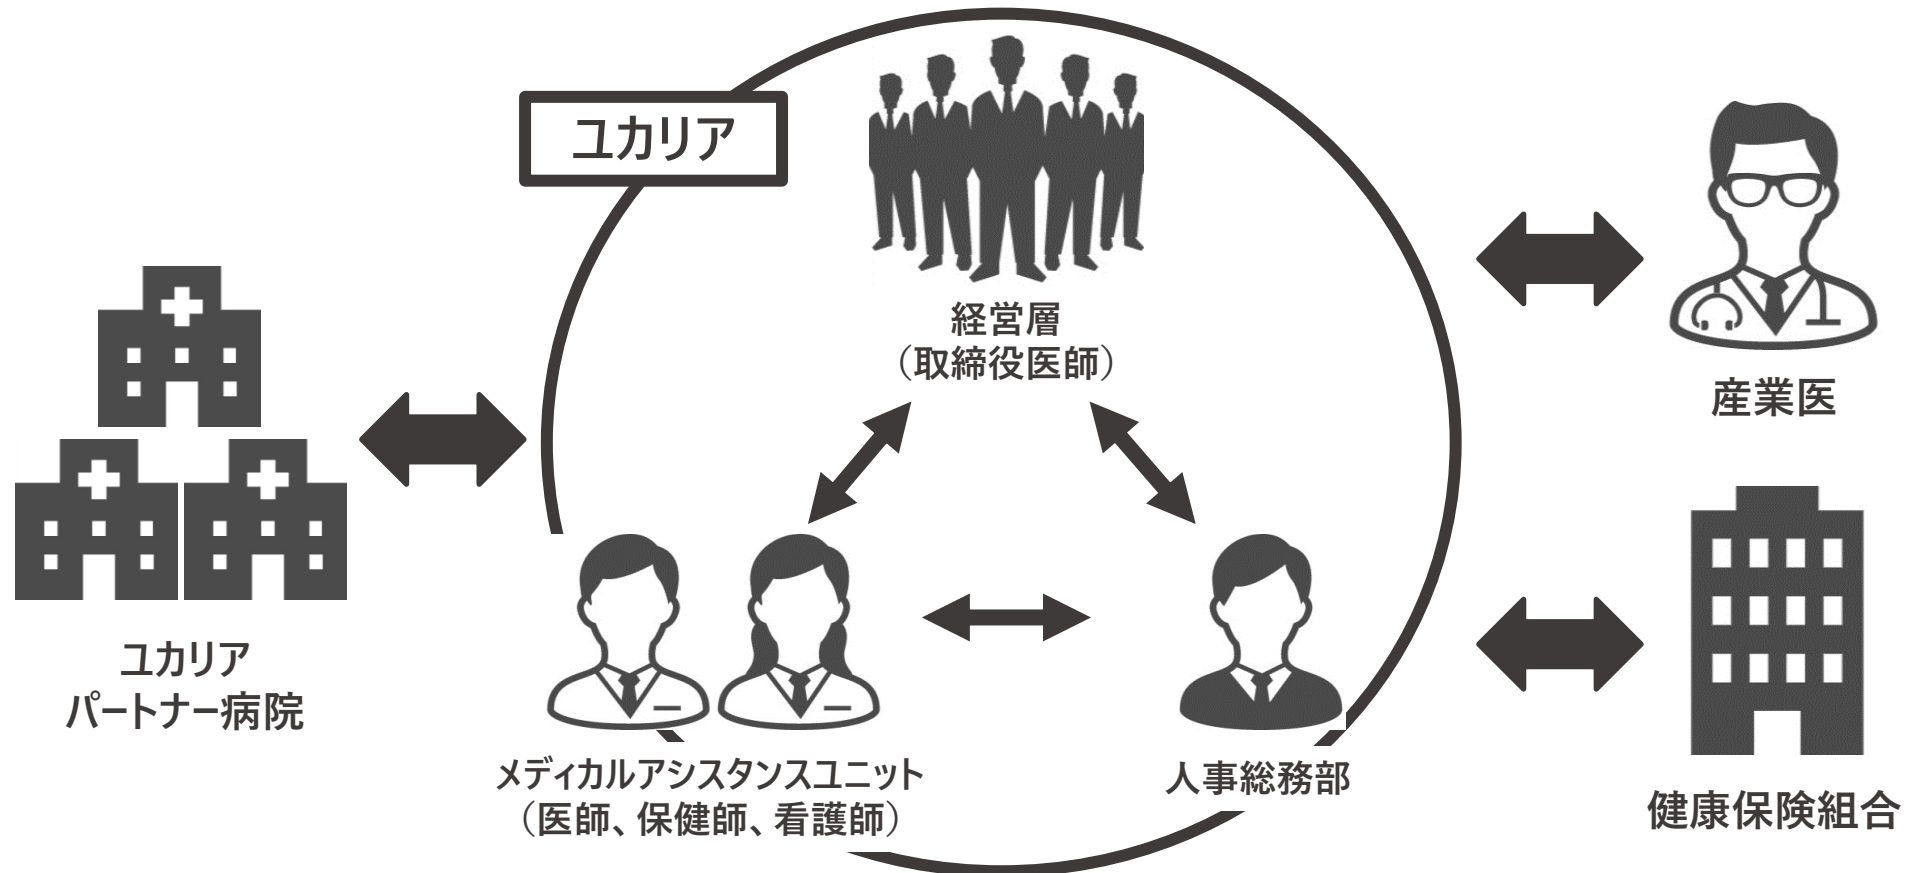 ユカリア
経営層
（取締役医師）
産業医
ユカリア
パートナー病院
メディカルアシスタンスユニット
（医師、保健師、看護師）
人事総務部
健康保険組合